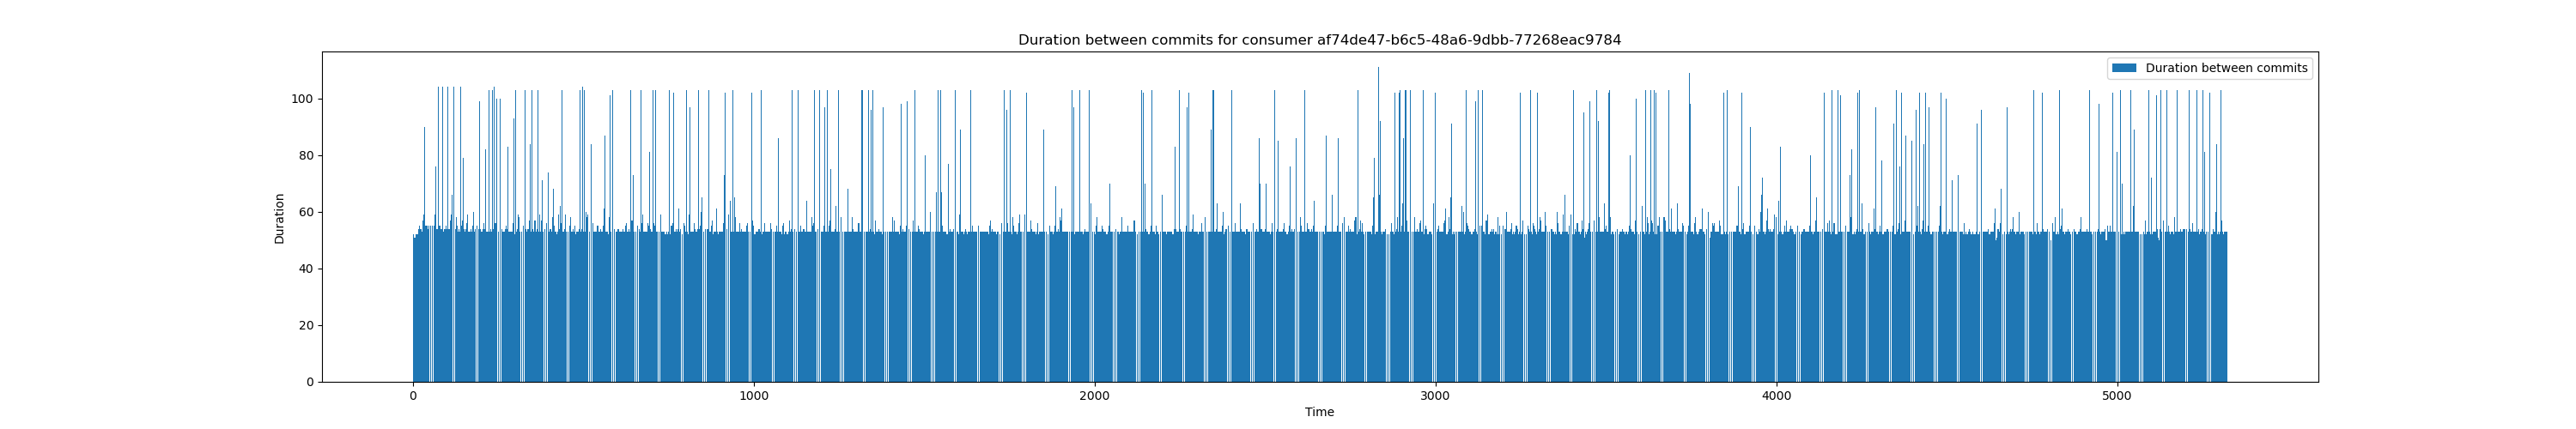 Duration between commits for consumer af74de47-b6c5-48a6-9dbb-77268eac9784
Duration between commits
100
80
60
40
20
0
Duration
0 1000 2000 3000 4000 5000
Time